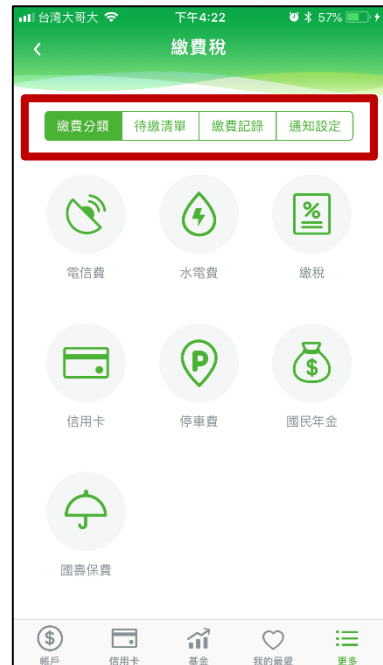 台灣大哥大 下午4:22 57%
繳費稅
繳費分類 待繳清單 繳費記錄 通知設定
電信費 水電費 繳稅
信用卡 停車費 國民年金
國壽保費
帳戶 信用卡 基金 我的最愛 更多